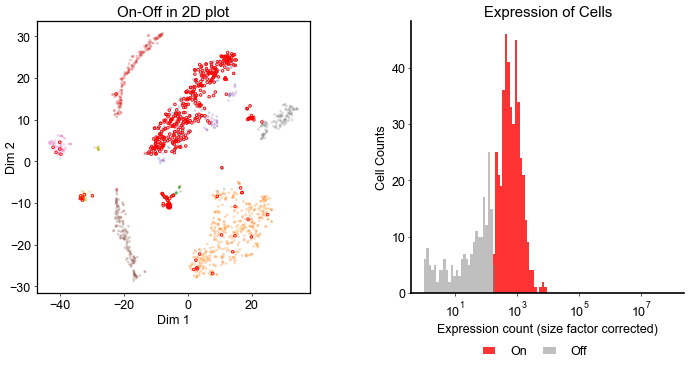 On-Off in 2D plot
Dim 2
30
20
10
0
−10
−20
−30
−40
−20
0
20
Dim 1
Expression of Cells
Cell Counts
40
30
20
10
0
10^1
10^3
10^5
10^7
Expression count (size factor corrected)
On
Off